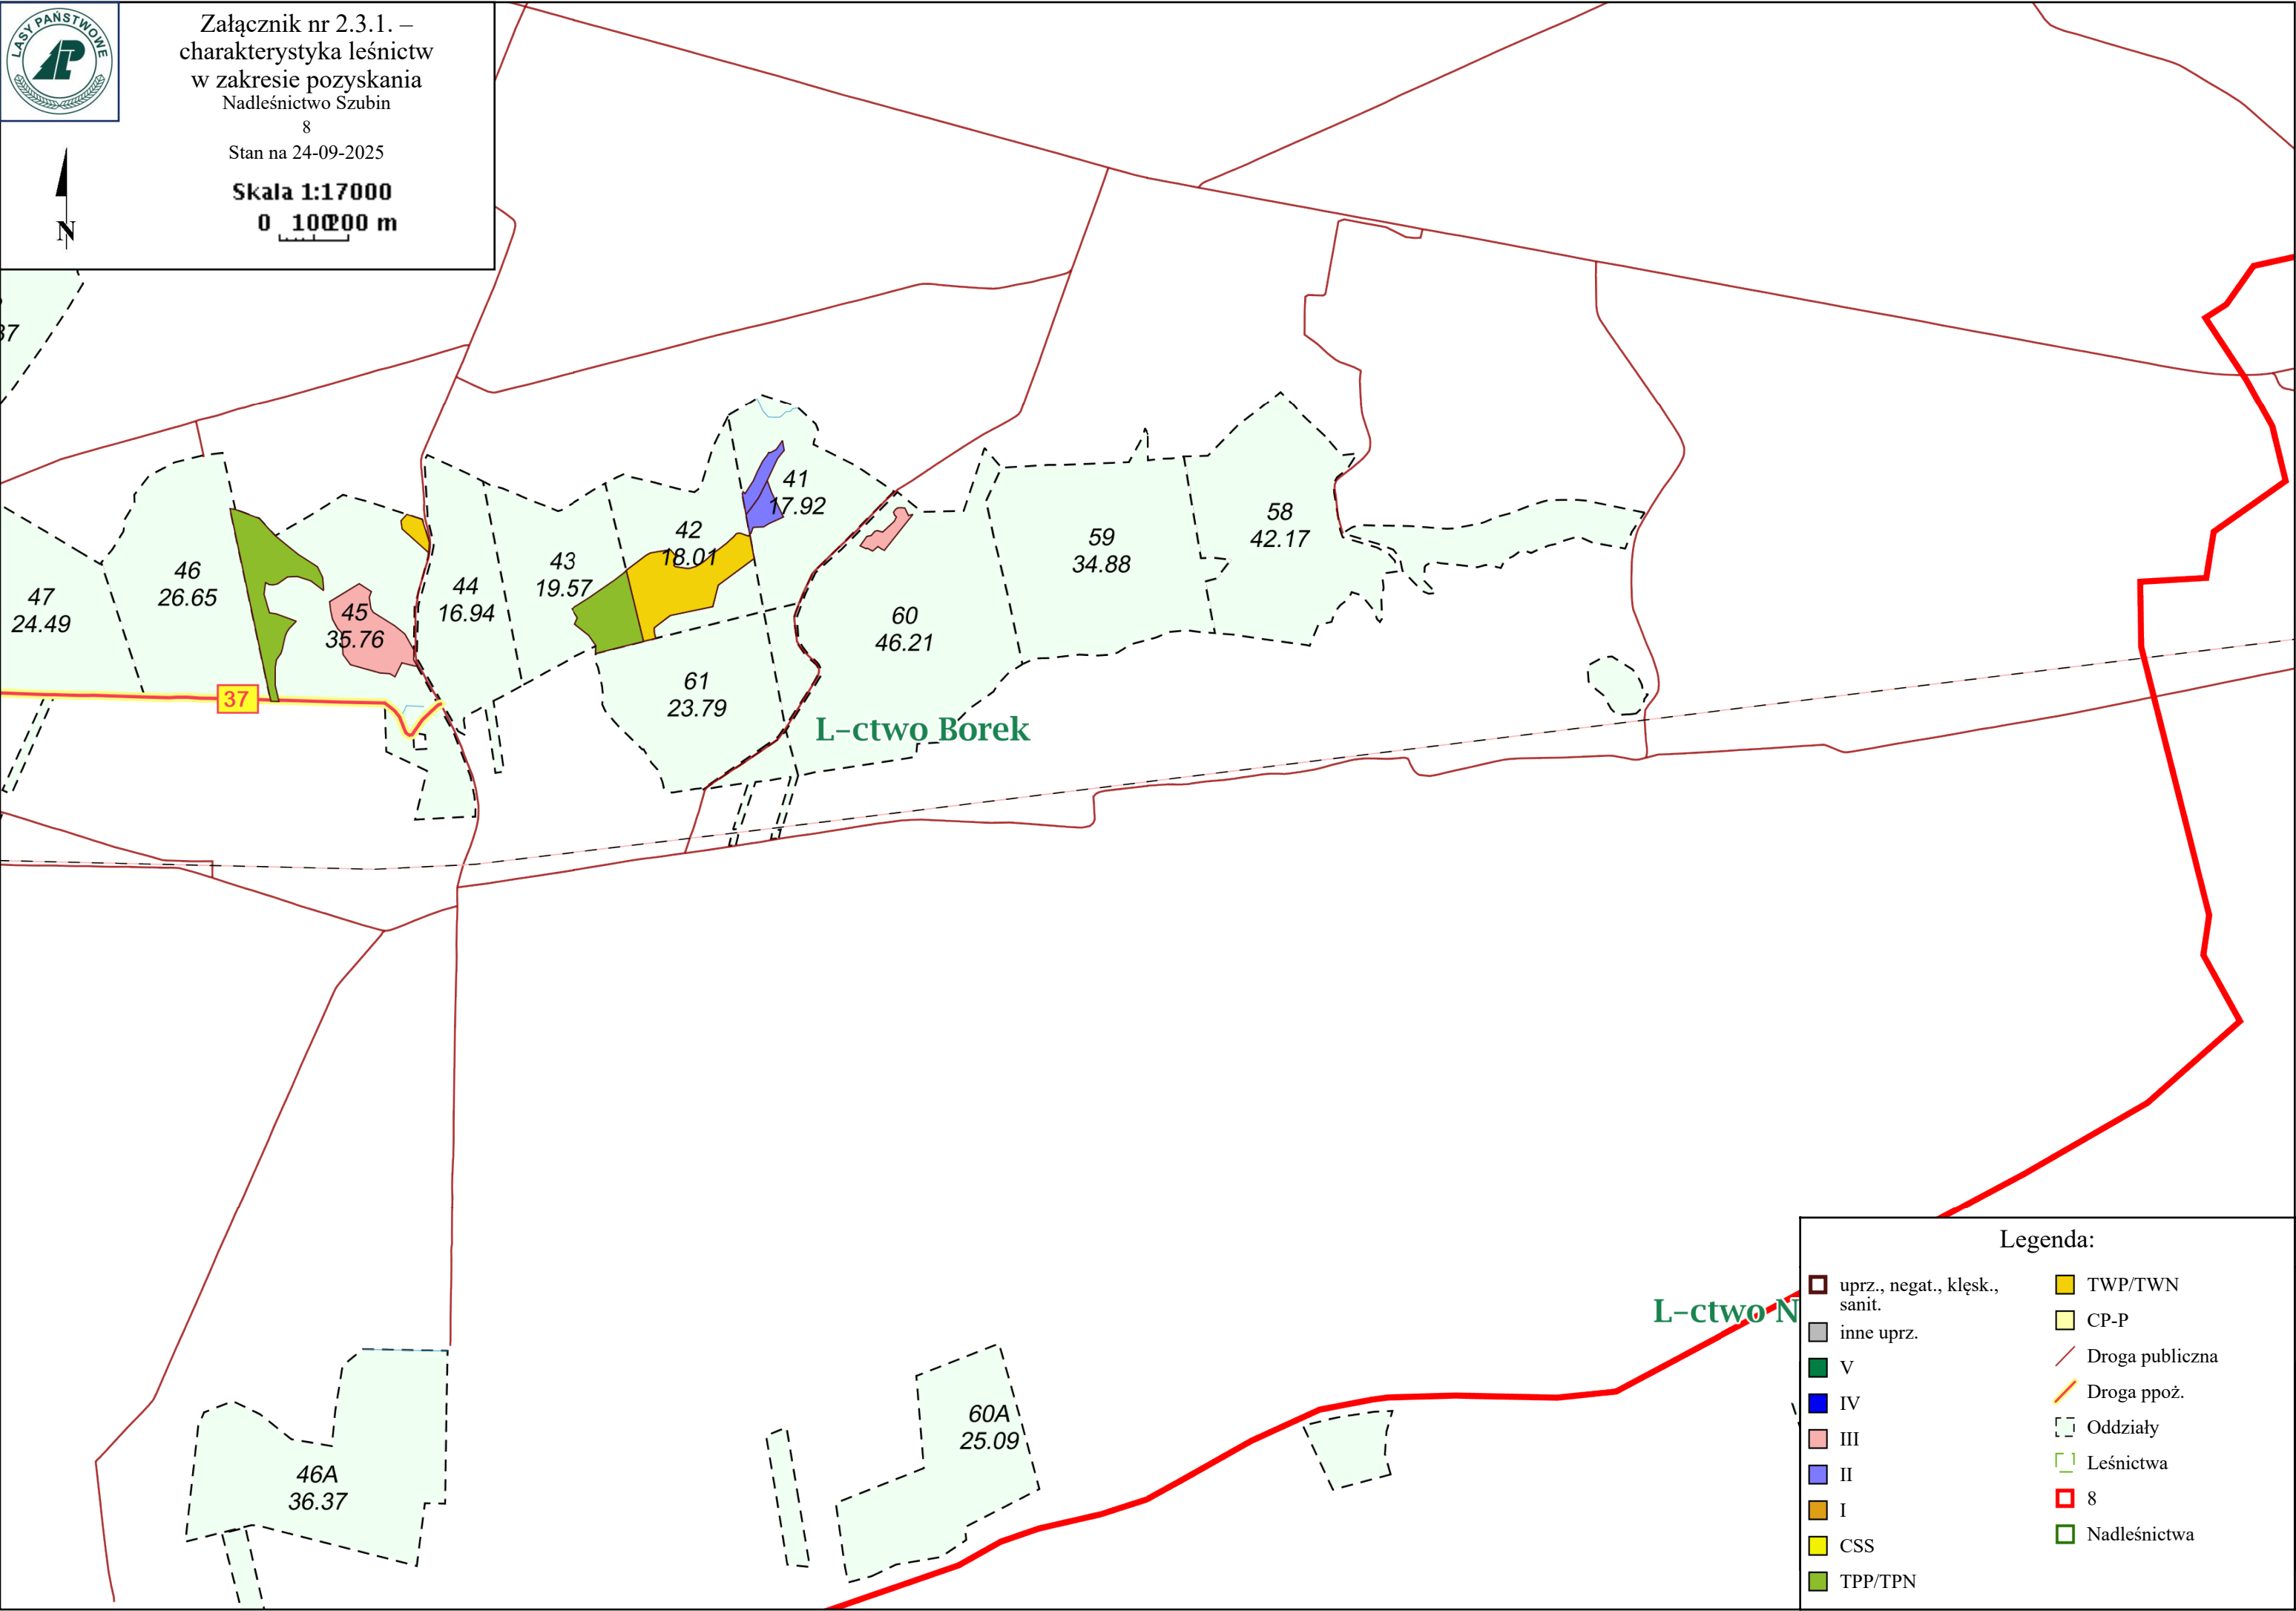 LASY PAŃSTWOWE
LP
Załącznik nr 2.3.1. –
charakterystyka leśnictw
w zakresie pozyskania
Nadleśnictwo Szubin
8
Stan na 24-09-2025
Skala 1:17000
0 100 200 m
N
37
41
17.92
42
18.01
43
19.57
44
16.94
45
35.76
46
26.65
47
24.49
58
42.17
59
34.88
60
46.21
61
23.79
37
L-ctwo Borek
L-ctwo N
46A
36.37
60A
25.09
Legenda:
uprz., negat., klęsk.,
sanit.
inne uprz.
V
IV
III
II
I
CSS
TPP/TPN
TWP/TWN
CP-P
Droga publiczna
Droga ppoż.
Oddziały
Leśnictwa
8
Nadleśnictwa